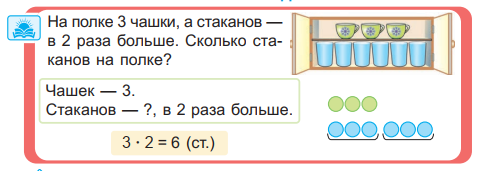 На полке 3 чашки, а стаканов —
в 2 раза больше. Сколько ста-
канов на полке?
Чашек — 3.
Стаканов — ?, в 2 раза больше.
3 · 2 = 6 (ст.)